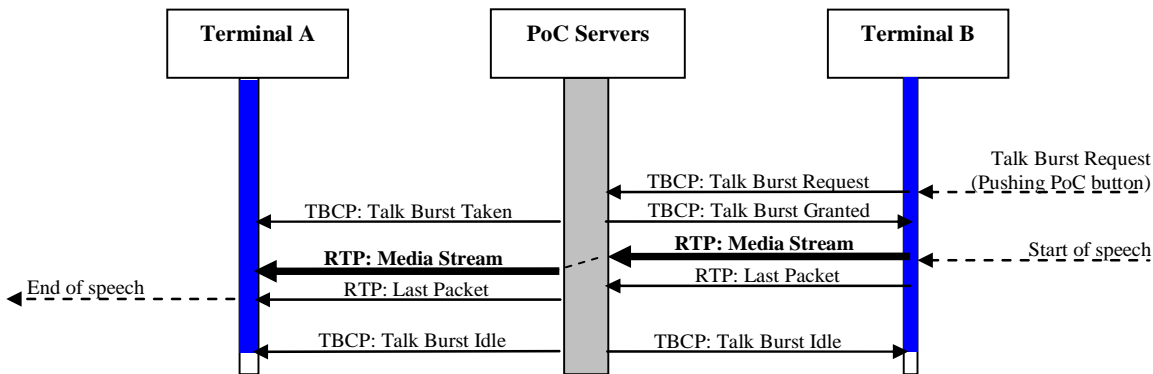 Terminal A
PoC Servers
Terminal B
Talk Burst Request
(Pushing PoC button)
TBCP: Talk Burst Request
TBCP: Talk Burst Taken
TBCP: Talk Burst Granted
RTP: Media Stream
Start of speech
RTP: Media Stream
RTP: Last Packet
End of speech
RTP: Last Packet
TBCP: Talk Burst Idle
TBCP: Talk Burst Idle